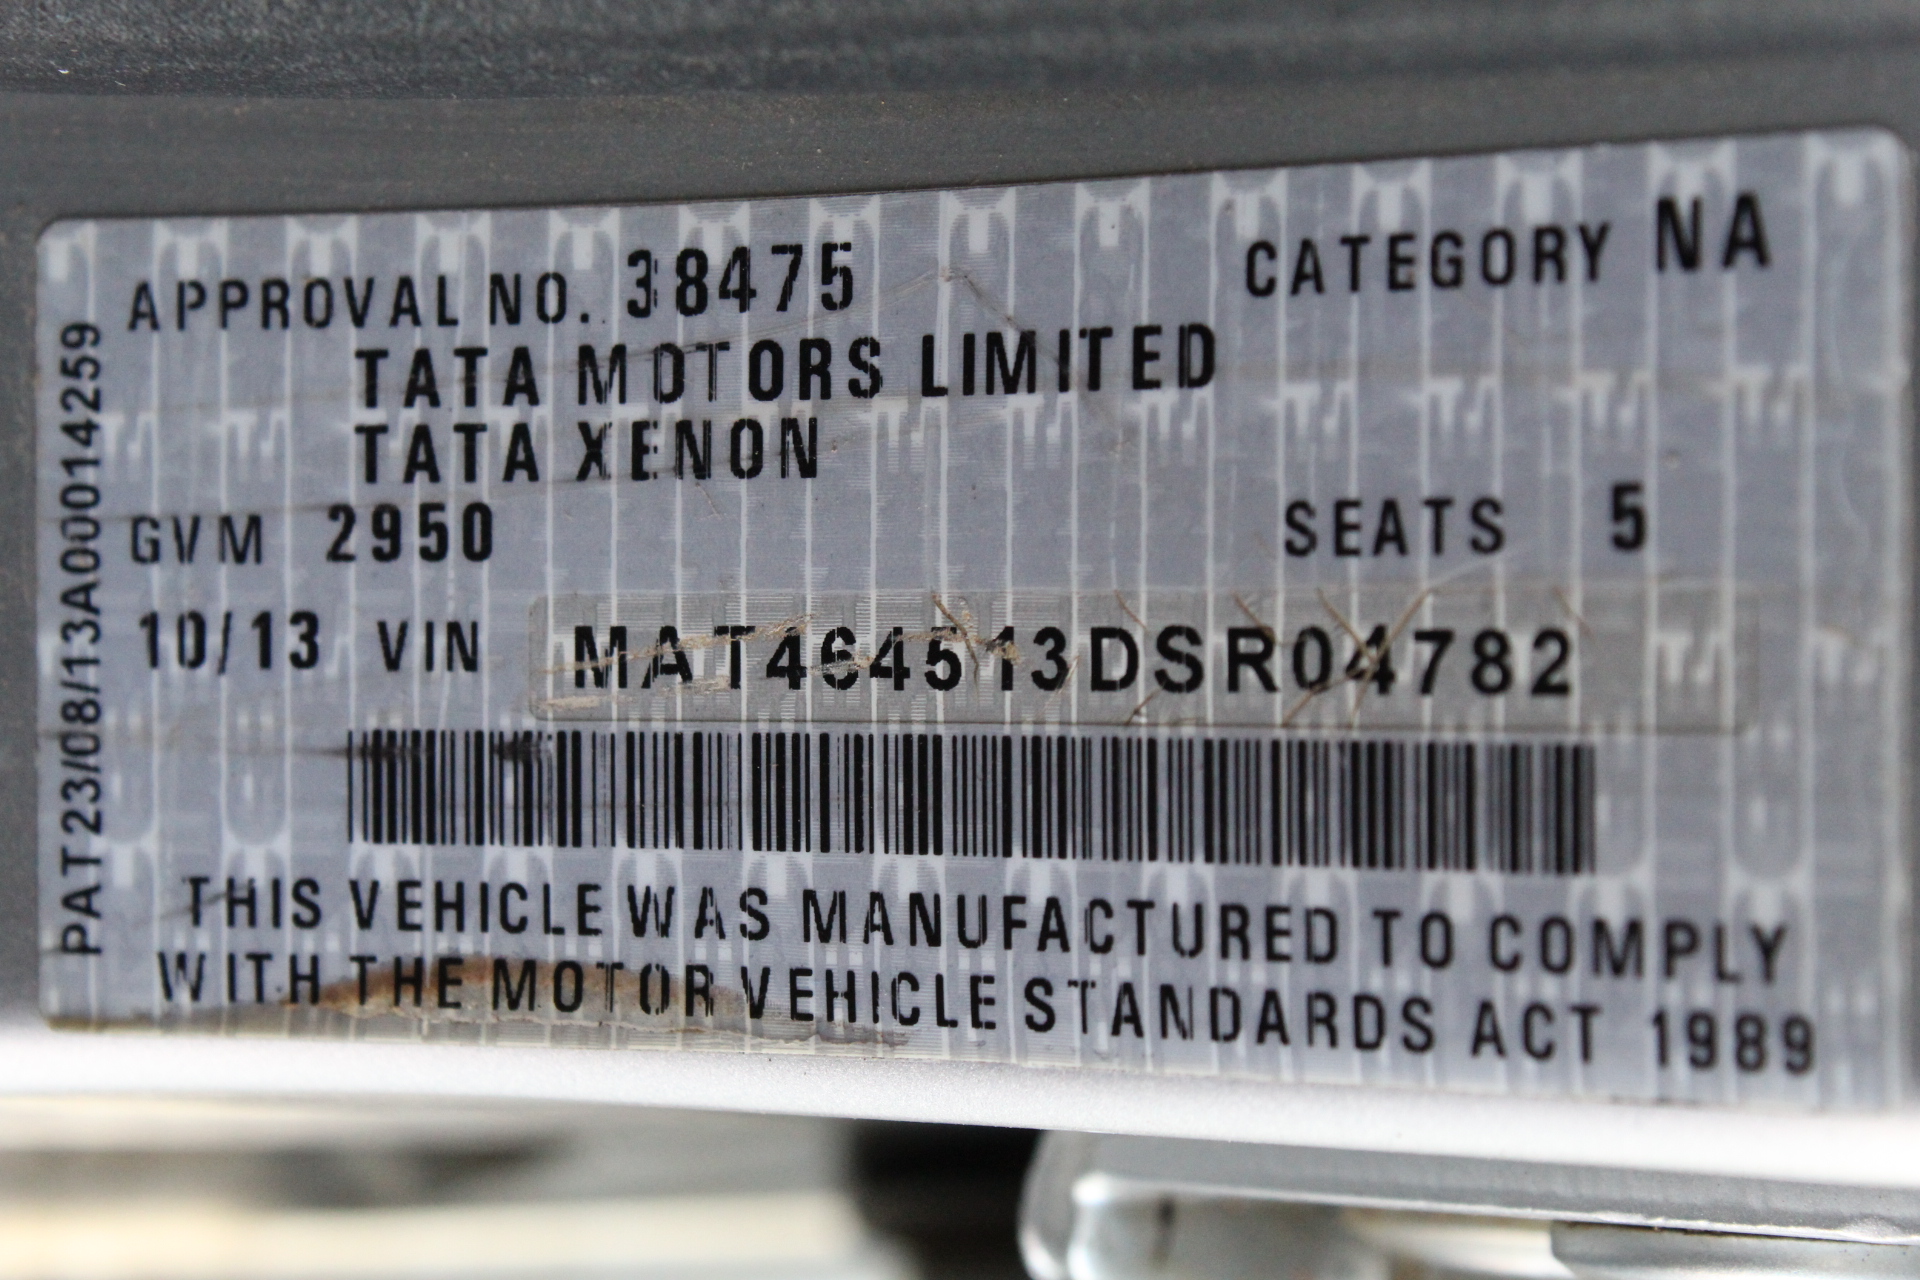 APPROVAL NO. 38475 CATEGORY NA
TATA MOTORS LIMITED
TATA XENON
GVM 2950 SEATS 5
10/13 VIN MAT464513DSR04782
THIS VEHICLE WAS MANUFACTURED TO COMPLY
WITH THE MOTOR VEHICLE STANDARDS ACT 1989
PAT23/08/13A00014259